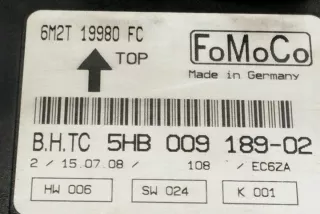 6M2T 19980 FC
FoMoCo
TOP
Made in Germany
B.H.TC 5HB 009 189-02
2 / 15.07.08 / 108 / EC6ZA
HW 006 SW 024 K 001